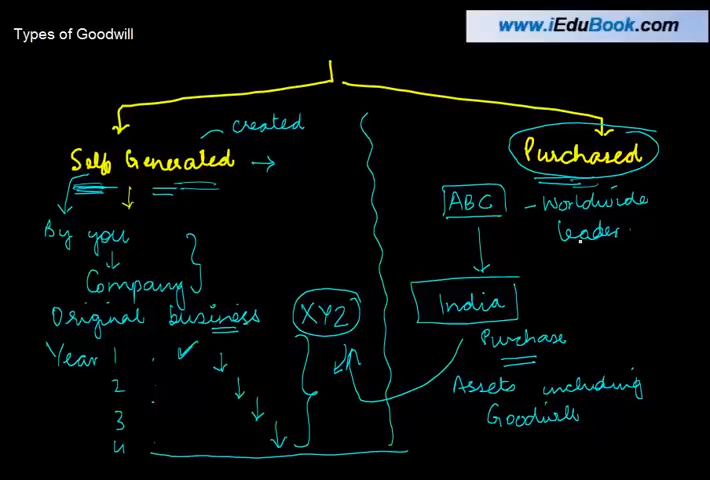 Types of Goodwill
www.iEduBook.com
created
Self Generated
By you
Company
Original business
XYZ
Year 1
2
3
4
Purchased
ABC
- Worldwide
leader.
India
Purchase
Assets including
Goodwill